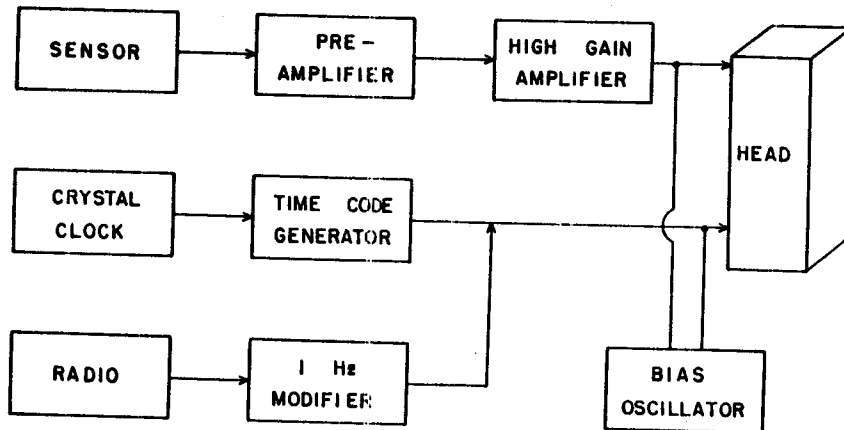 SENSOR
PRE-
AMPLIFIER
HIGH GAIN
AMPLIFIER
HEAD
CRYSTAL
CLOCK
TIME CODE
GENERATOR
RADIO
1 Hz
MODIFIER
BIAS
OSCILLATOR